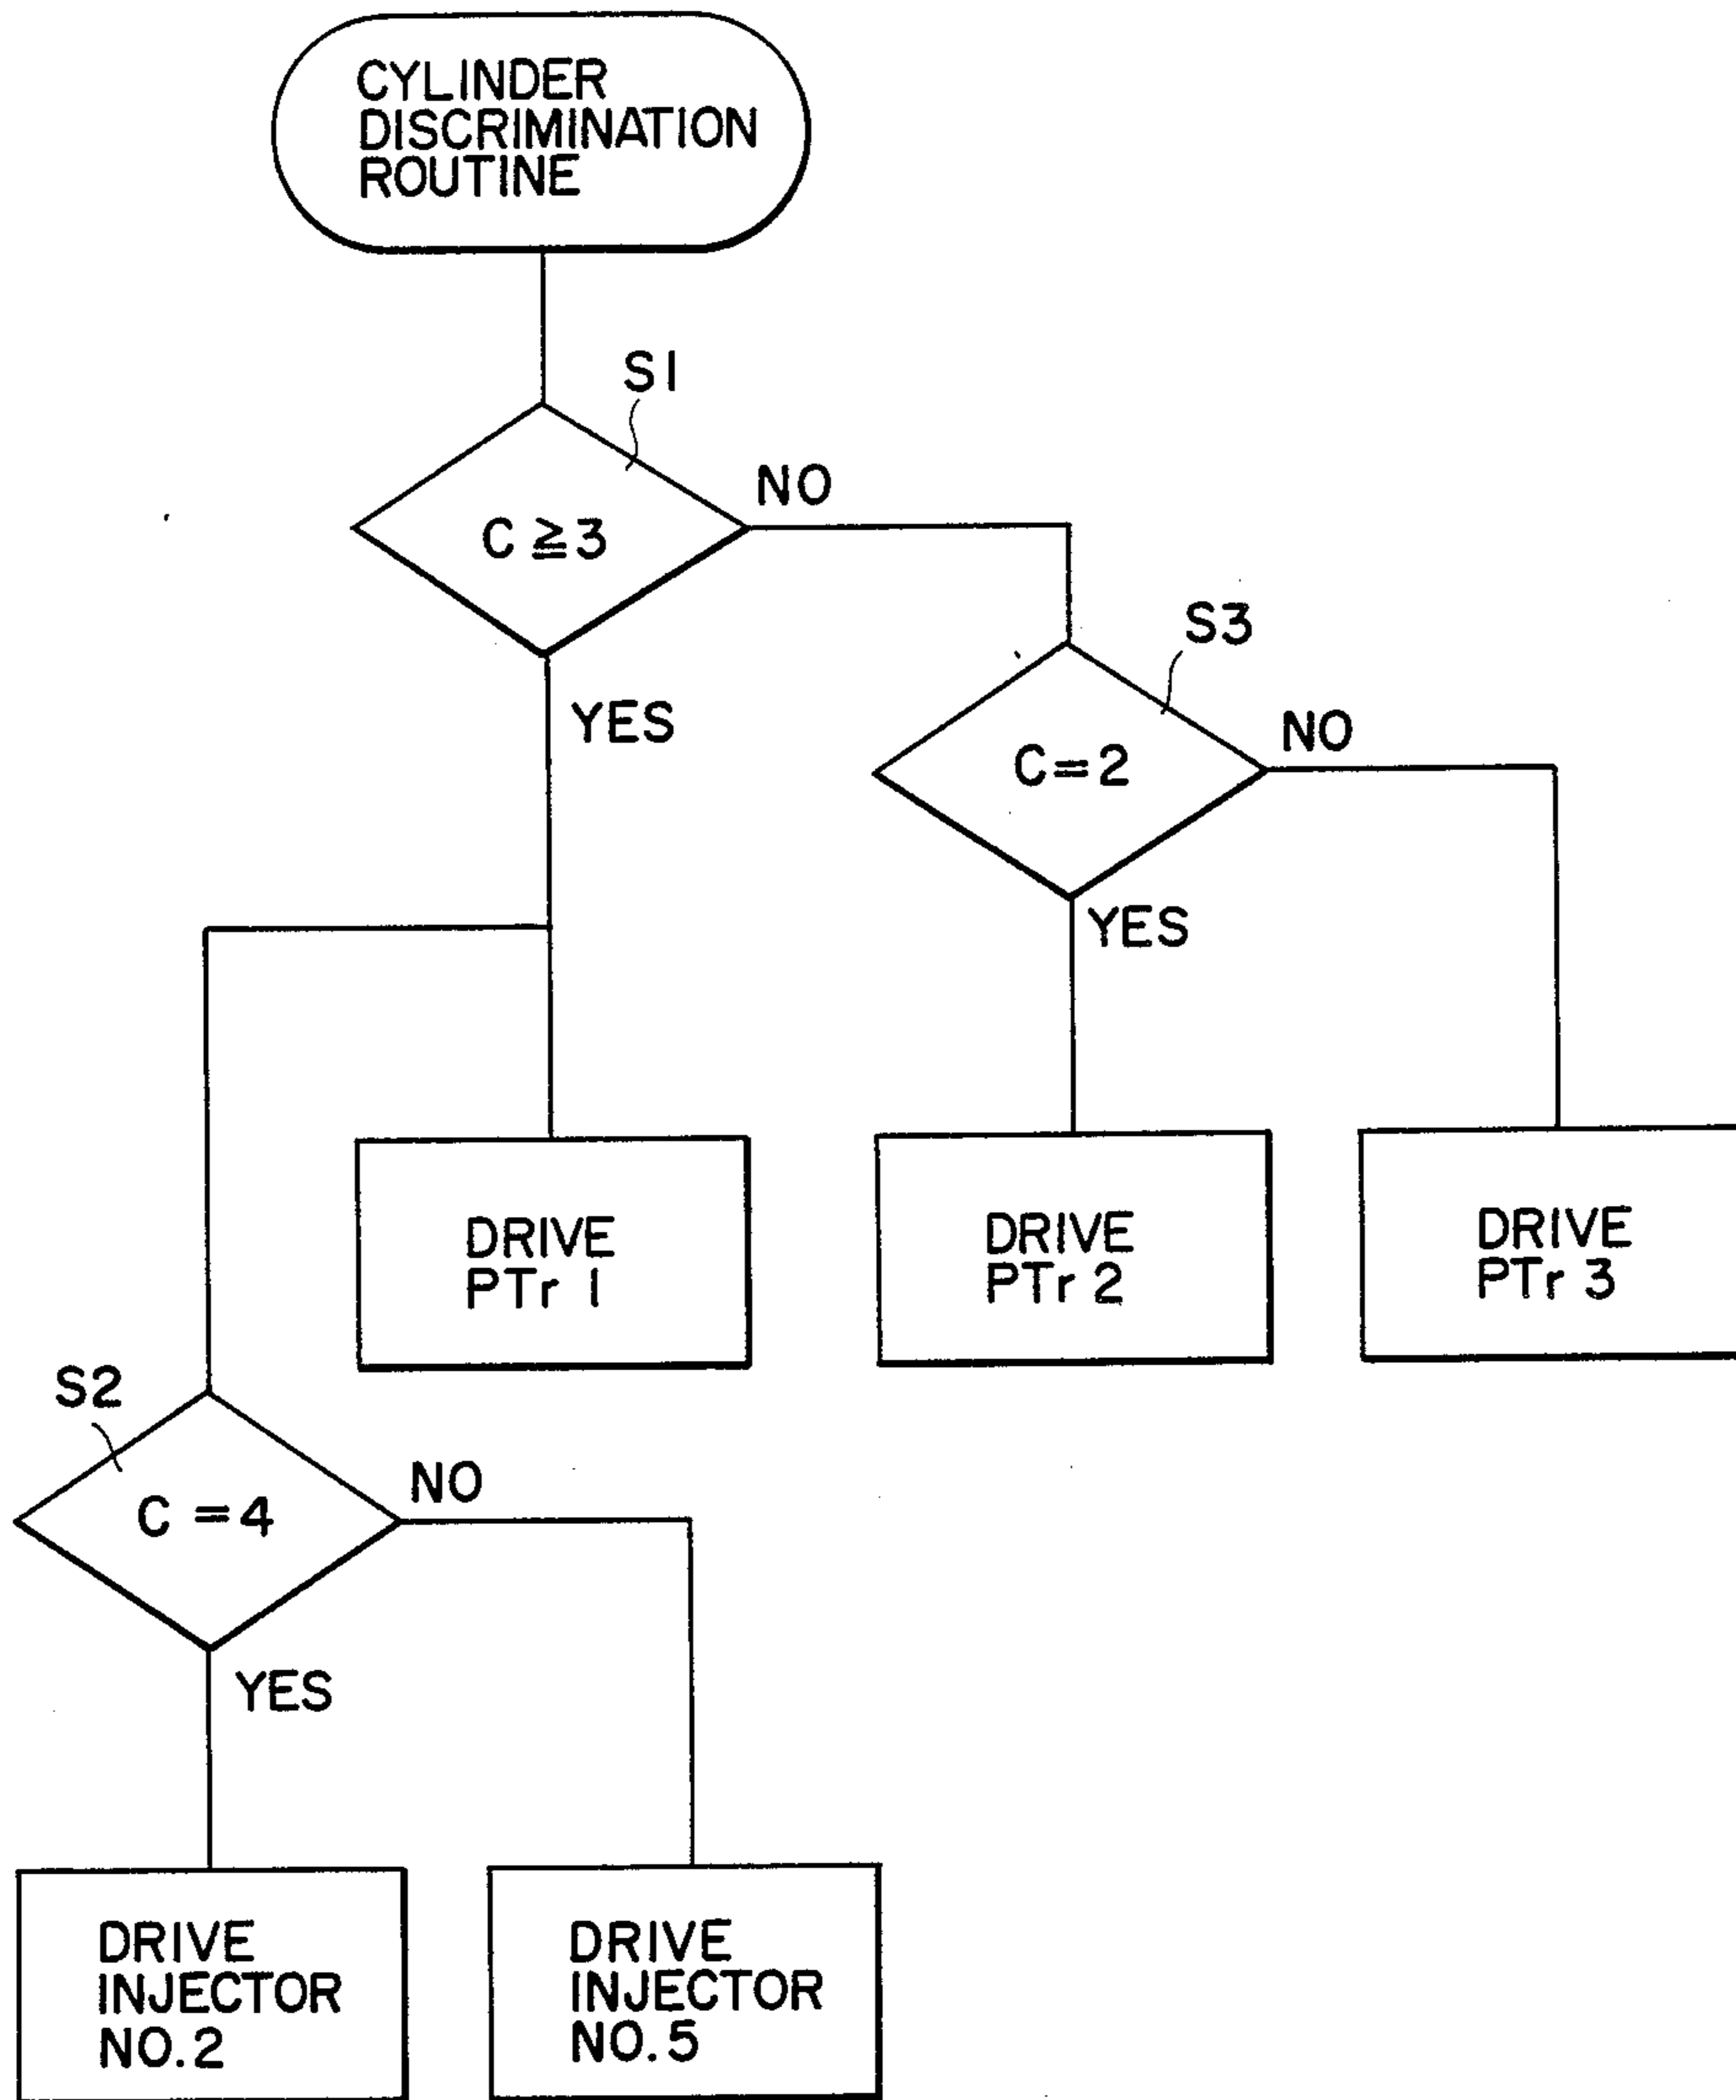 CYLINDER
DISCRIMINATION
ROUTINE
S1
C ≧ 3
NO
YES
S3
C = 2
NO
YES
DRIVE
PTr 1
DRIVE
PTr 2
DRIVE
PTr 3
S2
C = 4
NO
YES
DRIVE
INJECTOR
NO. 2
DRIVE
INJECTOR
NO. 5